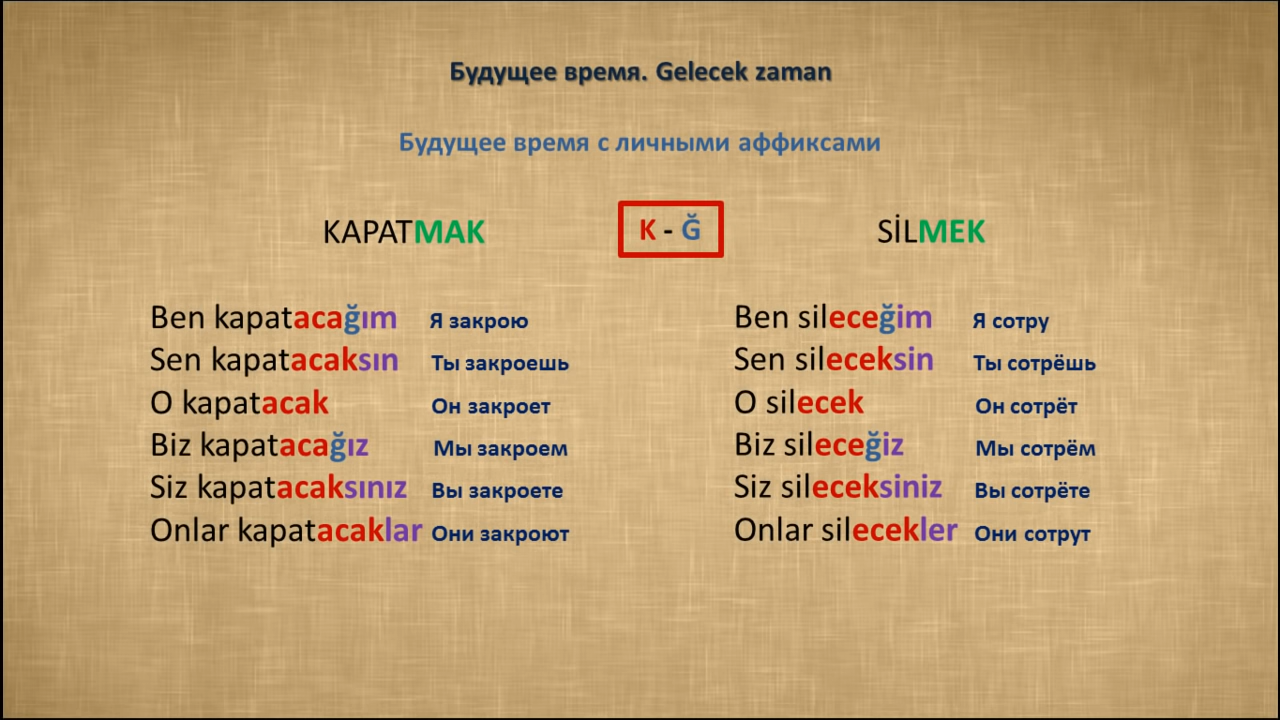 Будущее время. Gelecek zaman
Будущее время с личными аффиксами
KAPATMAK
K - Ğ
SİLMEK
Ben kapatacağım Я закрою
Sen kapatacaksın Ты закроешь
O kapatacak Он закроет
Biz kapatacağız Мы закроем
Siz kapatacaksınız Вы закроете
Onlar kapatacaklar Они закроют
Ben sileceğim Я сотру
Sen sileceksin Ты сотрёшь
O silecek Он сотрёт
Biz sileceğiz Мы сотрём
Siz sileceksiniz Вы сотрёте
Onlar silecekler Они сотрут